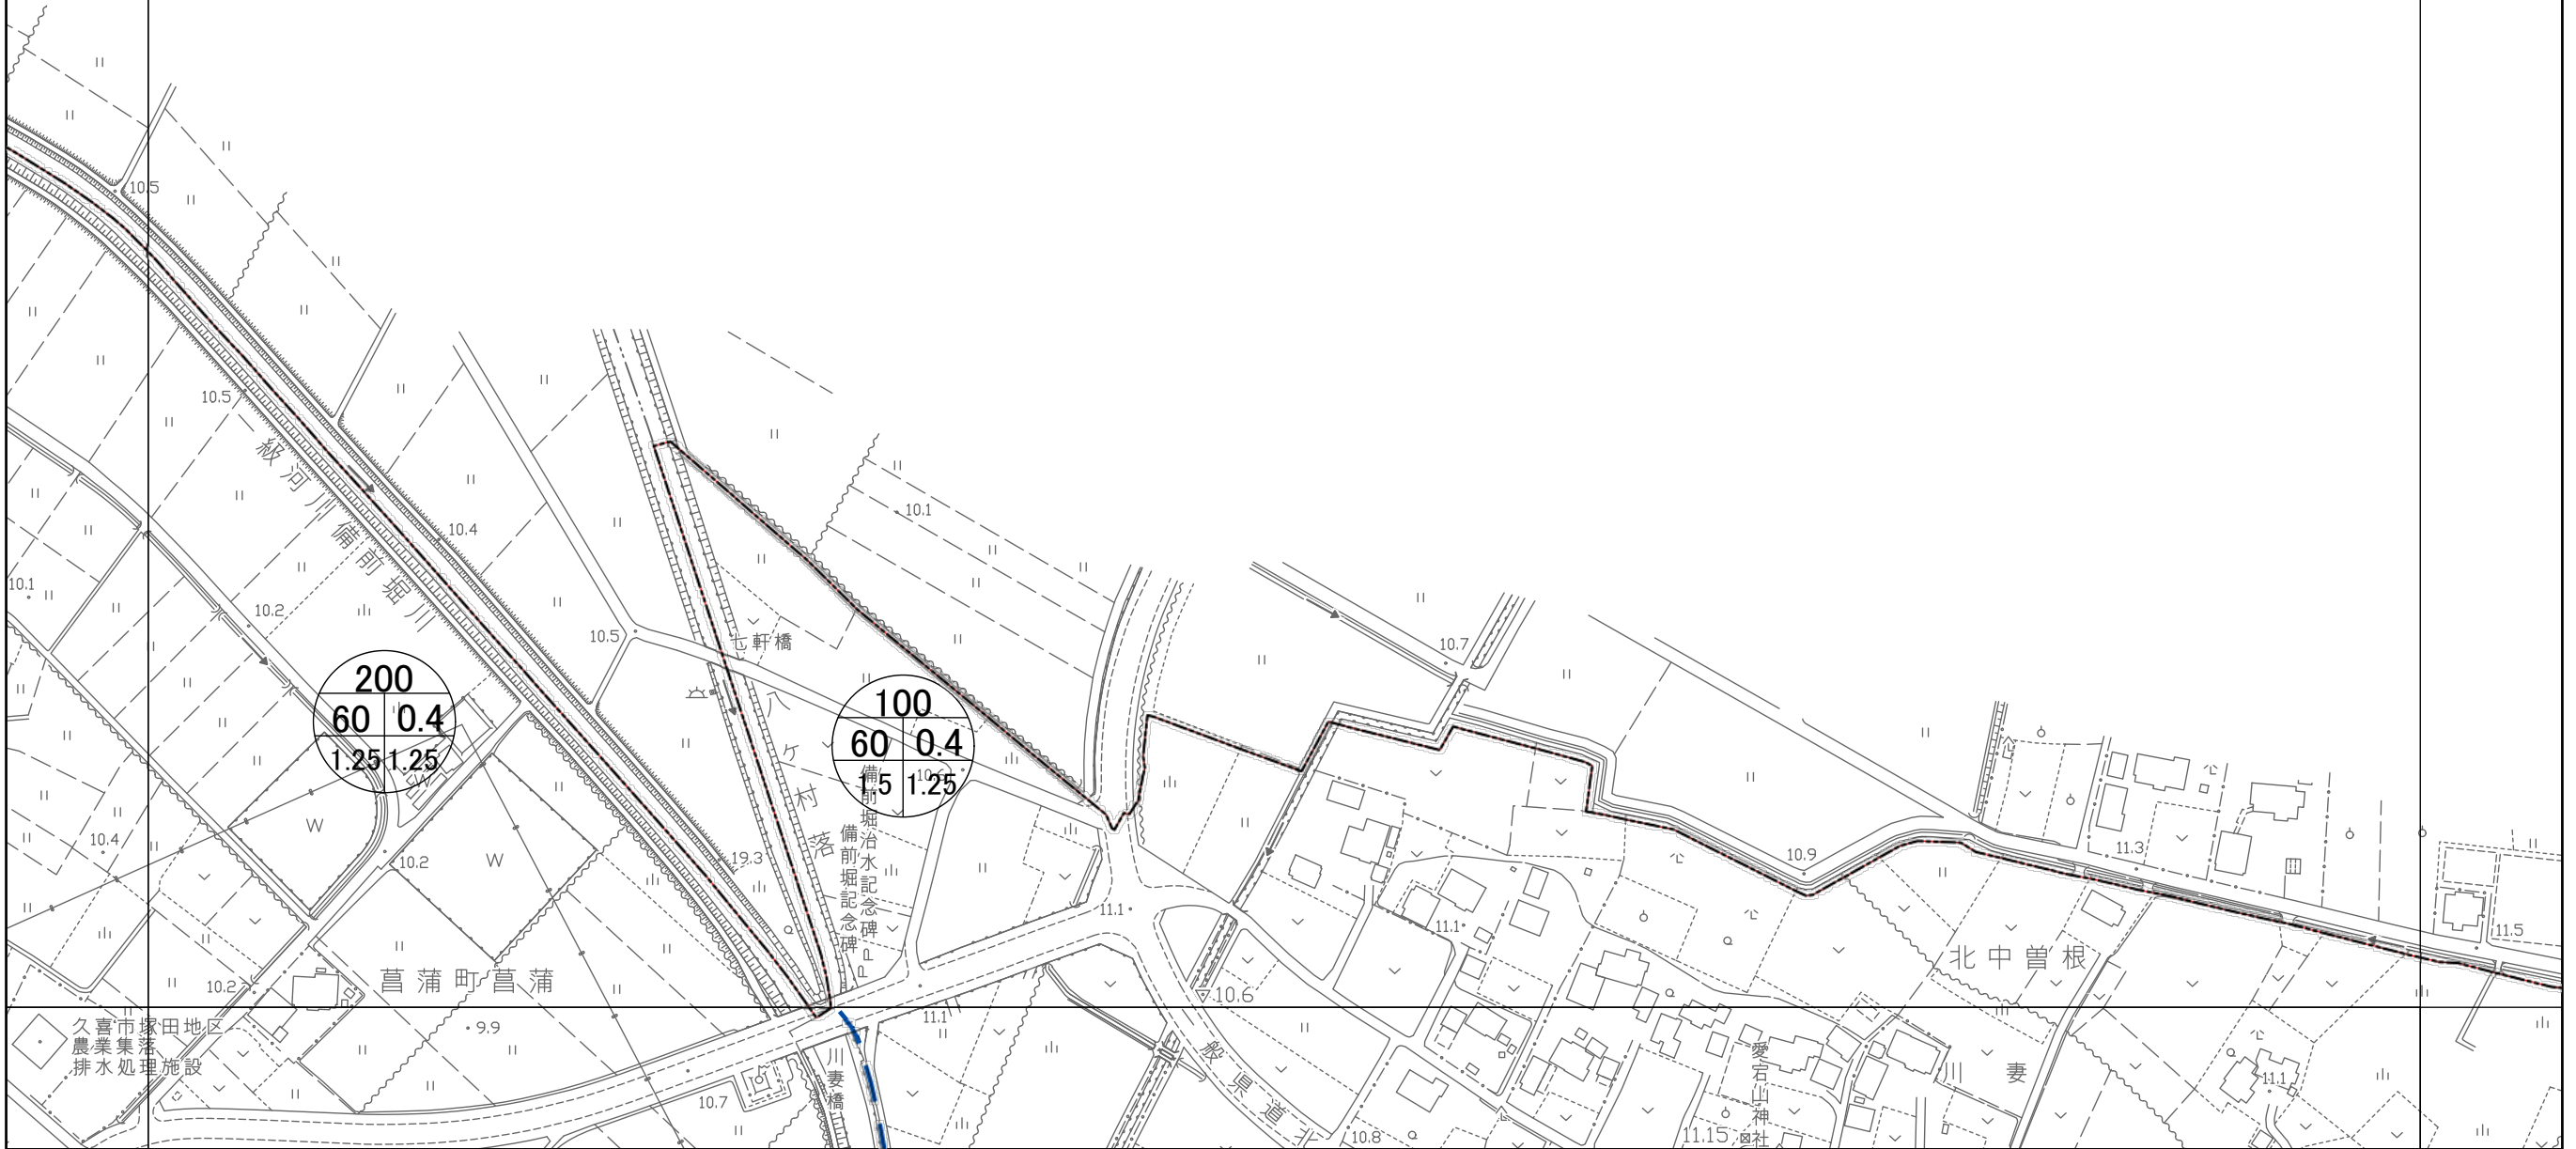 10.5
10.5
級河川備前堀川
10.4
10.1
10.1
10.2
10.5
七軒橋
10.7
200
60 0.4
1.25 1.25
100
60 0.4
1.5 1.25
八ヶ村落
備前堀治水記念碑
備前堀記念碑
PP
W
W
W
10.4
10.2
19.3
10.9
11.3
11.1
11.1
11.5
菖蒲町菖蒲
北中曽根
10.2
10.6
久喜市塚田地区
農業集落
排水処理施設
9.9
11.1
川妻橋
般県道
愛宕山神社
川妻
11.1
10.7
10.8
11.15